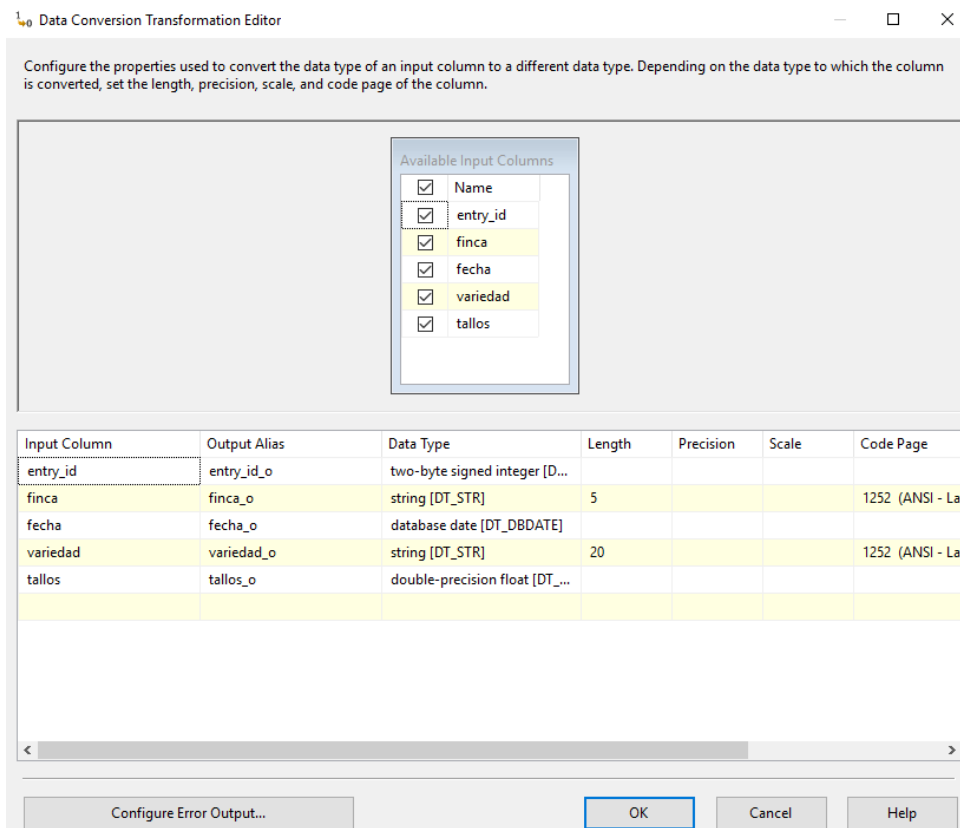 Data Conversion Transformation Editor
Configure the properties used to convert the data type of an input column to a different data type. Depending on the data type to which the column
is converted, set the length, precision, scale, and code page of the column.
Available Input Columns
Name
entry_id
finca
fecha
variedad
tallos
Input Column Output Alias Data Type Length Precision Scale Code Page
entry_id entry_id_o two-byte signed integer [D...
finca finca_o string [DT_STR] 5 1252 (ANSI - La
fecha fecha_o database date [DT_DBDATE]
variedad variedad_o string [DT_STR] 20 1252 (ANSI - La
tallos tallos_o double-precision float [DT_...
Configure Error Output... OK Cancel Help